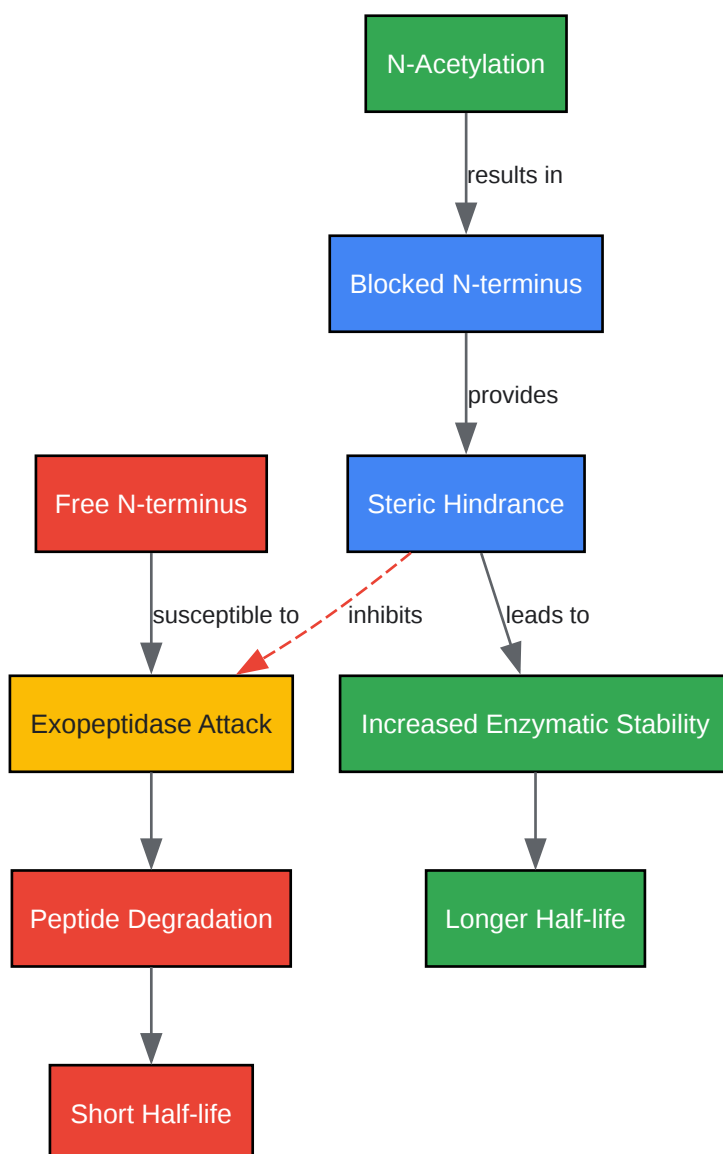 N-Acetylation
results in
Blocked N-terminus
provides
Free N-terminus
Steric Hindrance
susceptible to
inhibits
leads to
Exopeptidase Attack
Increased Enzymatic Stability
Peptide Degradation
Longer Half-life
Short Half-life